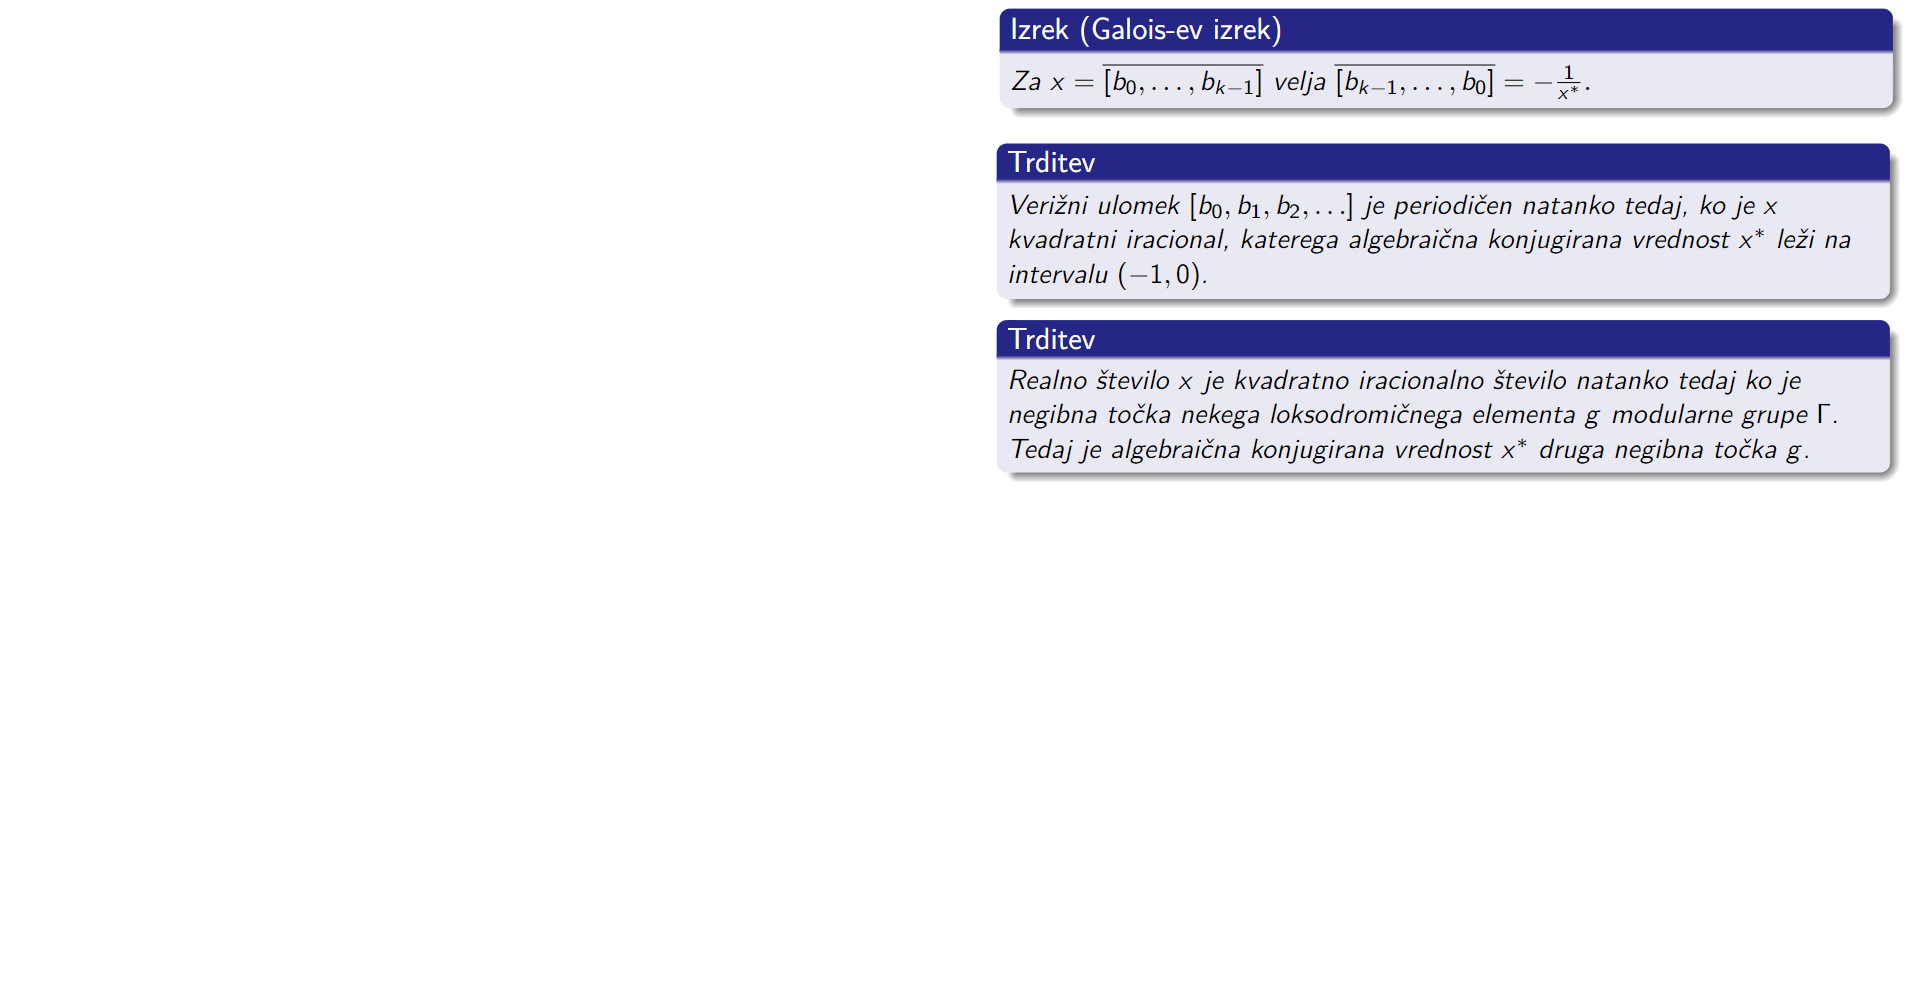 Izrek (Galois-ev izrek)
Za $x = \overline{[b_0, \ldots, b_{k-1}]}$ velja $\overline{[b_{k-1}, \ldots, b_0]} = -\frac{1}{x^*}$.
Trditev
Verižni ulomek $[b_0, b_1, b_2, \ldots]$ je periodičen natanko tedaj, ko je $x$
kvadratni iracional, katerega algebraična konjugirana vrednost $x^*$ leži na
intervalu $(-1, 0)$.
Trditev
Realno število $x$ je kvadratno iracionalno število natanko tedaj ko je
negibna točka nekega loksodromičnega elementa $g$ modularne grupe $\Gamma$.
Tedaj je algebraična konjugirana vrednost $x^*$ druga negibna točka $g$.